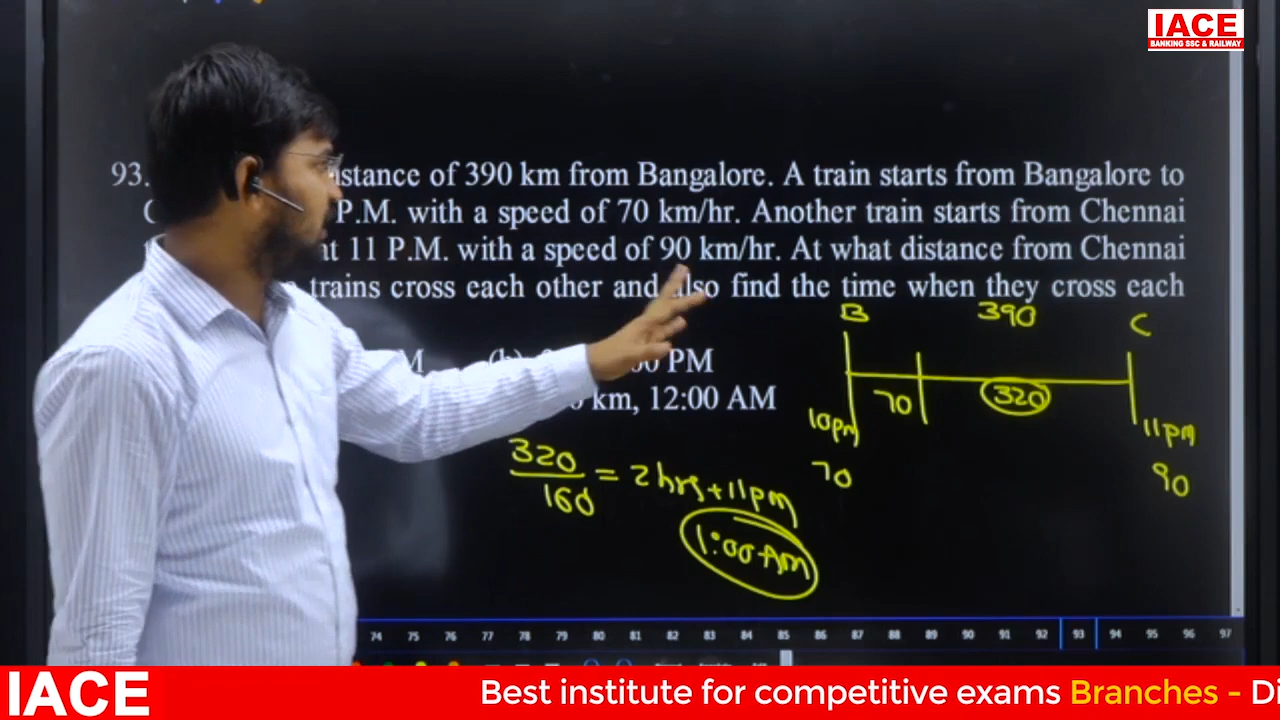 IACE
BANKING SSC & RAILWAY
93. distance of 390 km from Bangalore. A train starts from Bangalore to
P.M. with a speed of 70 km/hr. Another train starts from Chennai
at 11 P.M. with a speed of 90 km/hr. At what distance from Chennai
trains cross each other and also find the time when they cross each
B 390 C
M (b) 00 PM
km, 12:00 AM
70 320
10pm 11pm
70 90
320
160
= 2 hrs + 11pm
1:00 AM
74 75 76 77 78 79 80 81 82 83 84 85 86 87 88 89 90 91 92 93 94 95 96 97
IACE Best institute for competitive exams Branches - Di